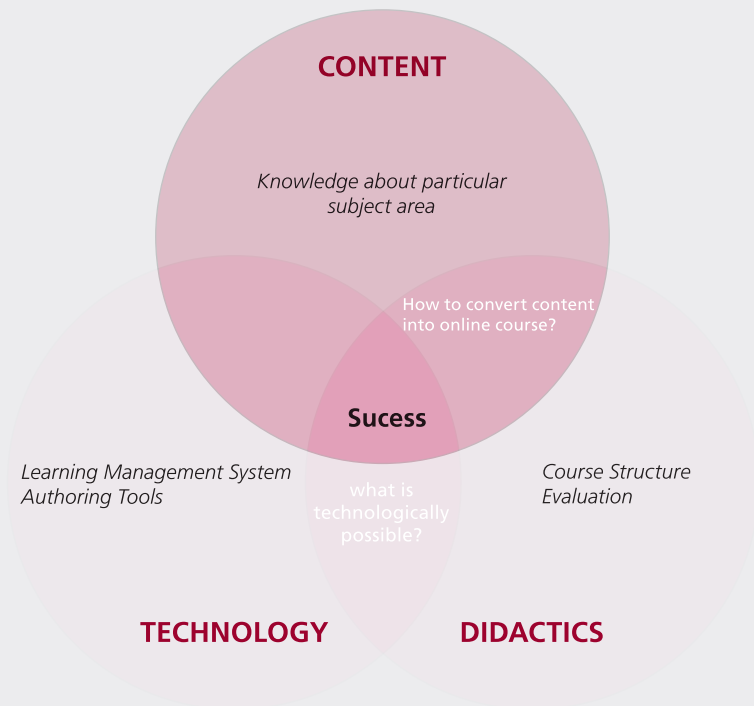 CONTENT
Knowledge about particular
subject area
How to convert content
into online course?
Sucess
Learning Management System
Authoring Tools
what is
technologically
possible?
Course Structure
Evaluation
TECHNOLOGY
DIDACTICS